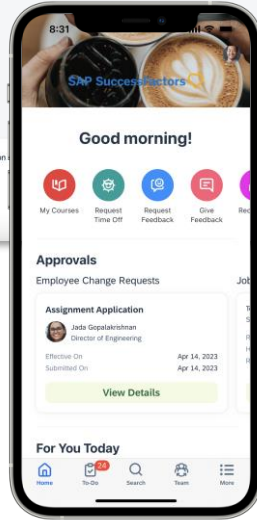 8:31
SAP SuccessFactors
Good morning!
My Courses
Request
Time Off
Request
Feedback
Give
Feedback
Approvals
Employee Change Requests
Assignment Application
Jada Gopalakrishnan
Director of Engineering
Effective On
Apr 14, 2023
Submitted On
Apr 14, 2023
View Details
For You Today
24
Home
To-Do
Search
Team
More